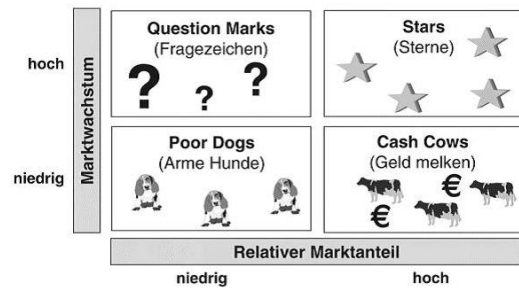 Question Marks
(Fragezeichen)
? ? ?
Stars
(Sterne)
hoch
Marktwachstum
niedrig
Poor Dogs
(Arme Hunde)
Cash Cows
(Geld melken)
€
€
Relativer Marktanteil
niedrig
hoch